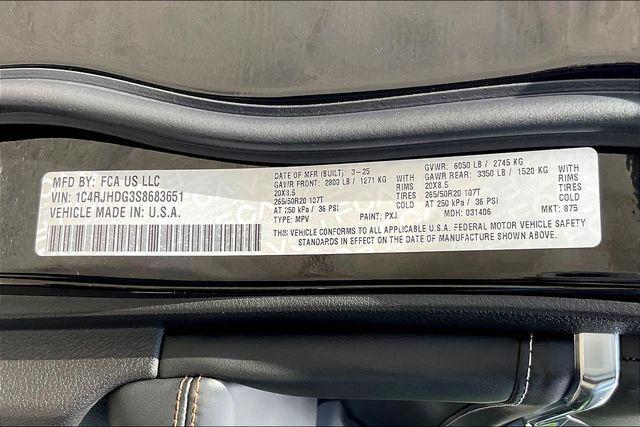 MFD BY: FCA US LLC
VIN: 1C4RJHDG3S8683651
VEHICLE MADE IN U.S.A.
DATE OF MFR (BUILT): 3-25
GAWR FRONT: 2800 LB / 1271 KG
20X8.5 WITH RIMS
265/50R20 107T TIRES
AT 250 kPa / 36 PSI COLD
TYPE: MPV PAINT: PXJ
GVWR: 6050 LB / 2745 KG
GAWR REAR: 3350 LB / 1520 KG
20X8.5 WITH RIMS
265/50R20 107T TIRES
AT 250 kPa / 36 PSI COLD
MDH: 031406 MKT: 875
THIS VEHICLE CONFORMS TO ALL APPLICABLE U.S.A. FEDERAL MOTOR VEHICLE SAFETY
STANDARDS IN EFFECT ON THE DATE OF MANUFACTURE SHOWN ABOVE.